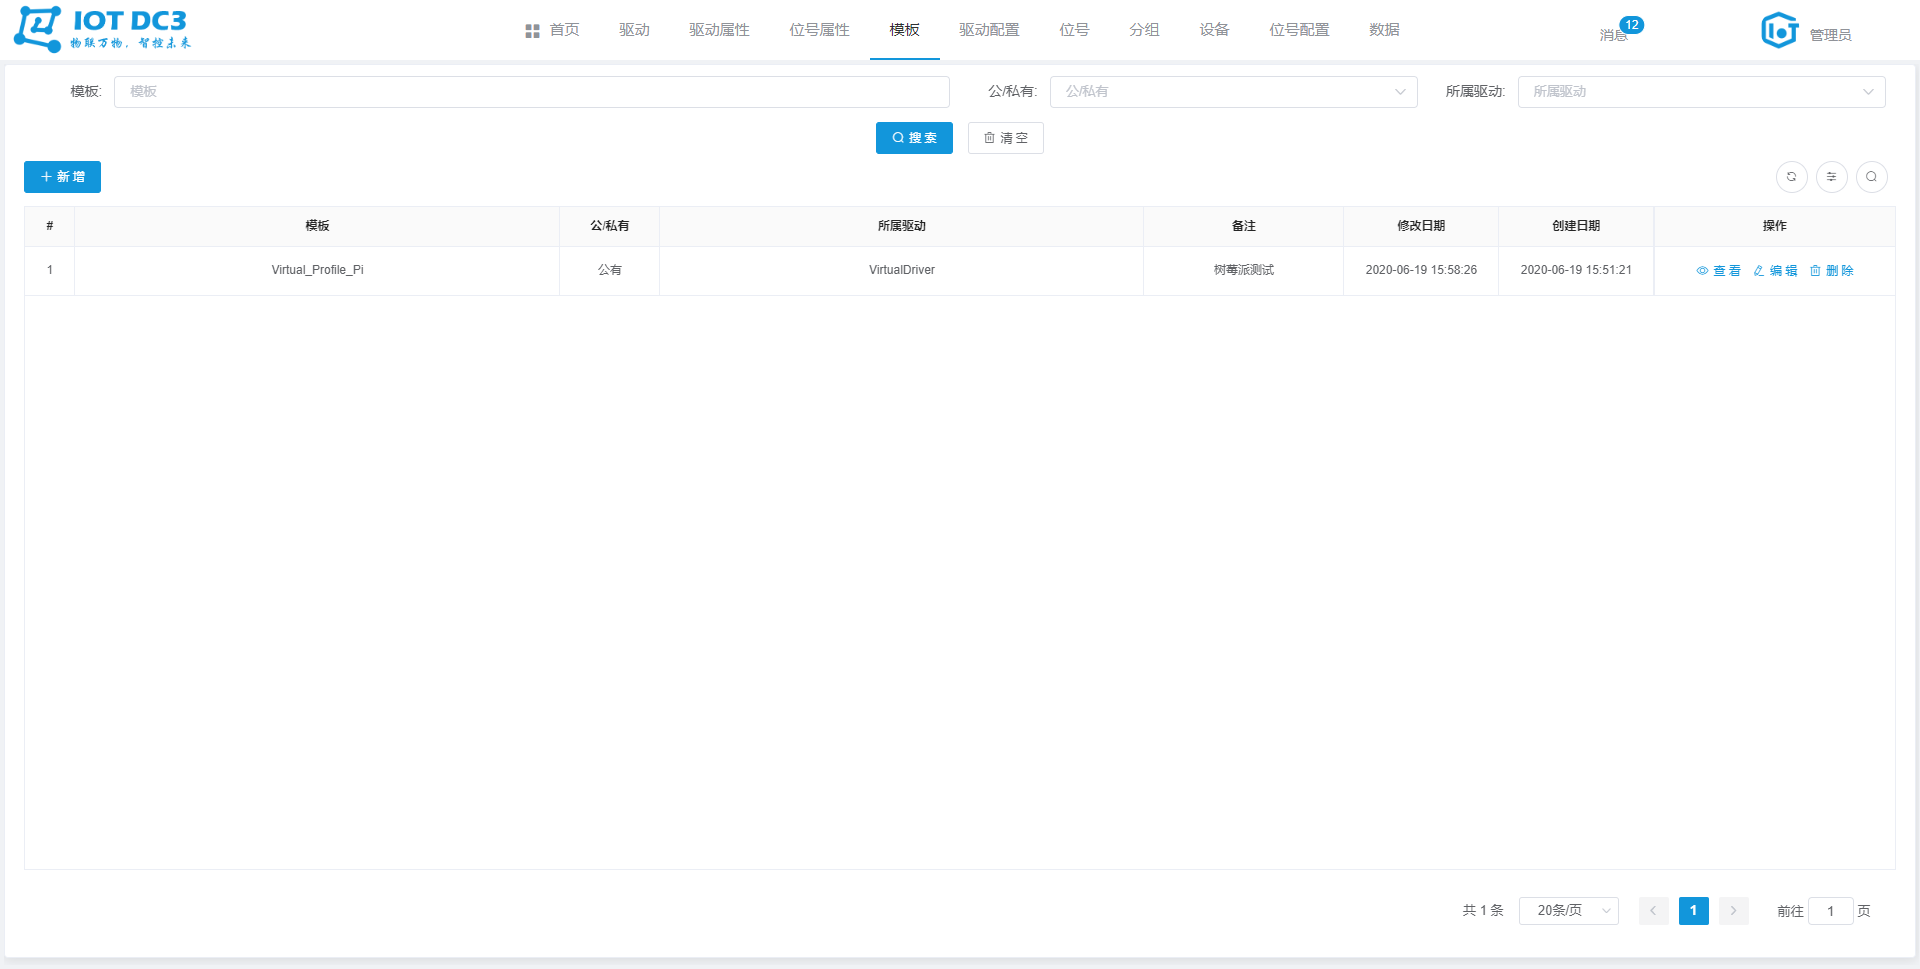 IOT DC3
物联万物，智控未来
首页 驱动 驱动属性 位号属性 模板 驱动配置 位号 分组 设备 位号配置 数据 消息 12 管理员
模板: 模板 公/私有: 公/私有 所属驱动: 所属驱动
搜索 清空
新增
# 模板 公/私有 所属驱动 备注 修改日期 创建日期 操作
1 Virtual_Profile_Pi 公有 VirtualDriver 树莓派测试 2020-06-19 15:58:26 2020-06-19 15:51:21 查看 编辑 删除
共 1 条 20条/页 1 前往 1 页